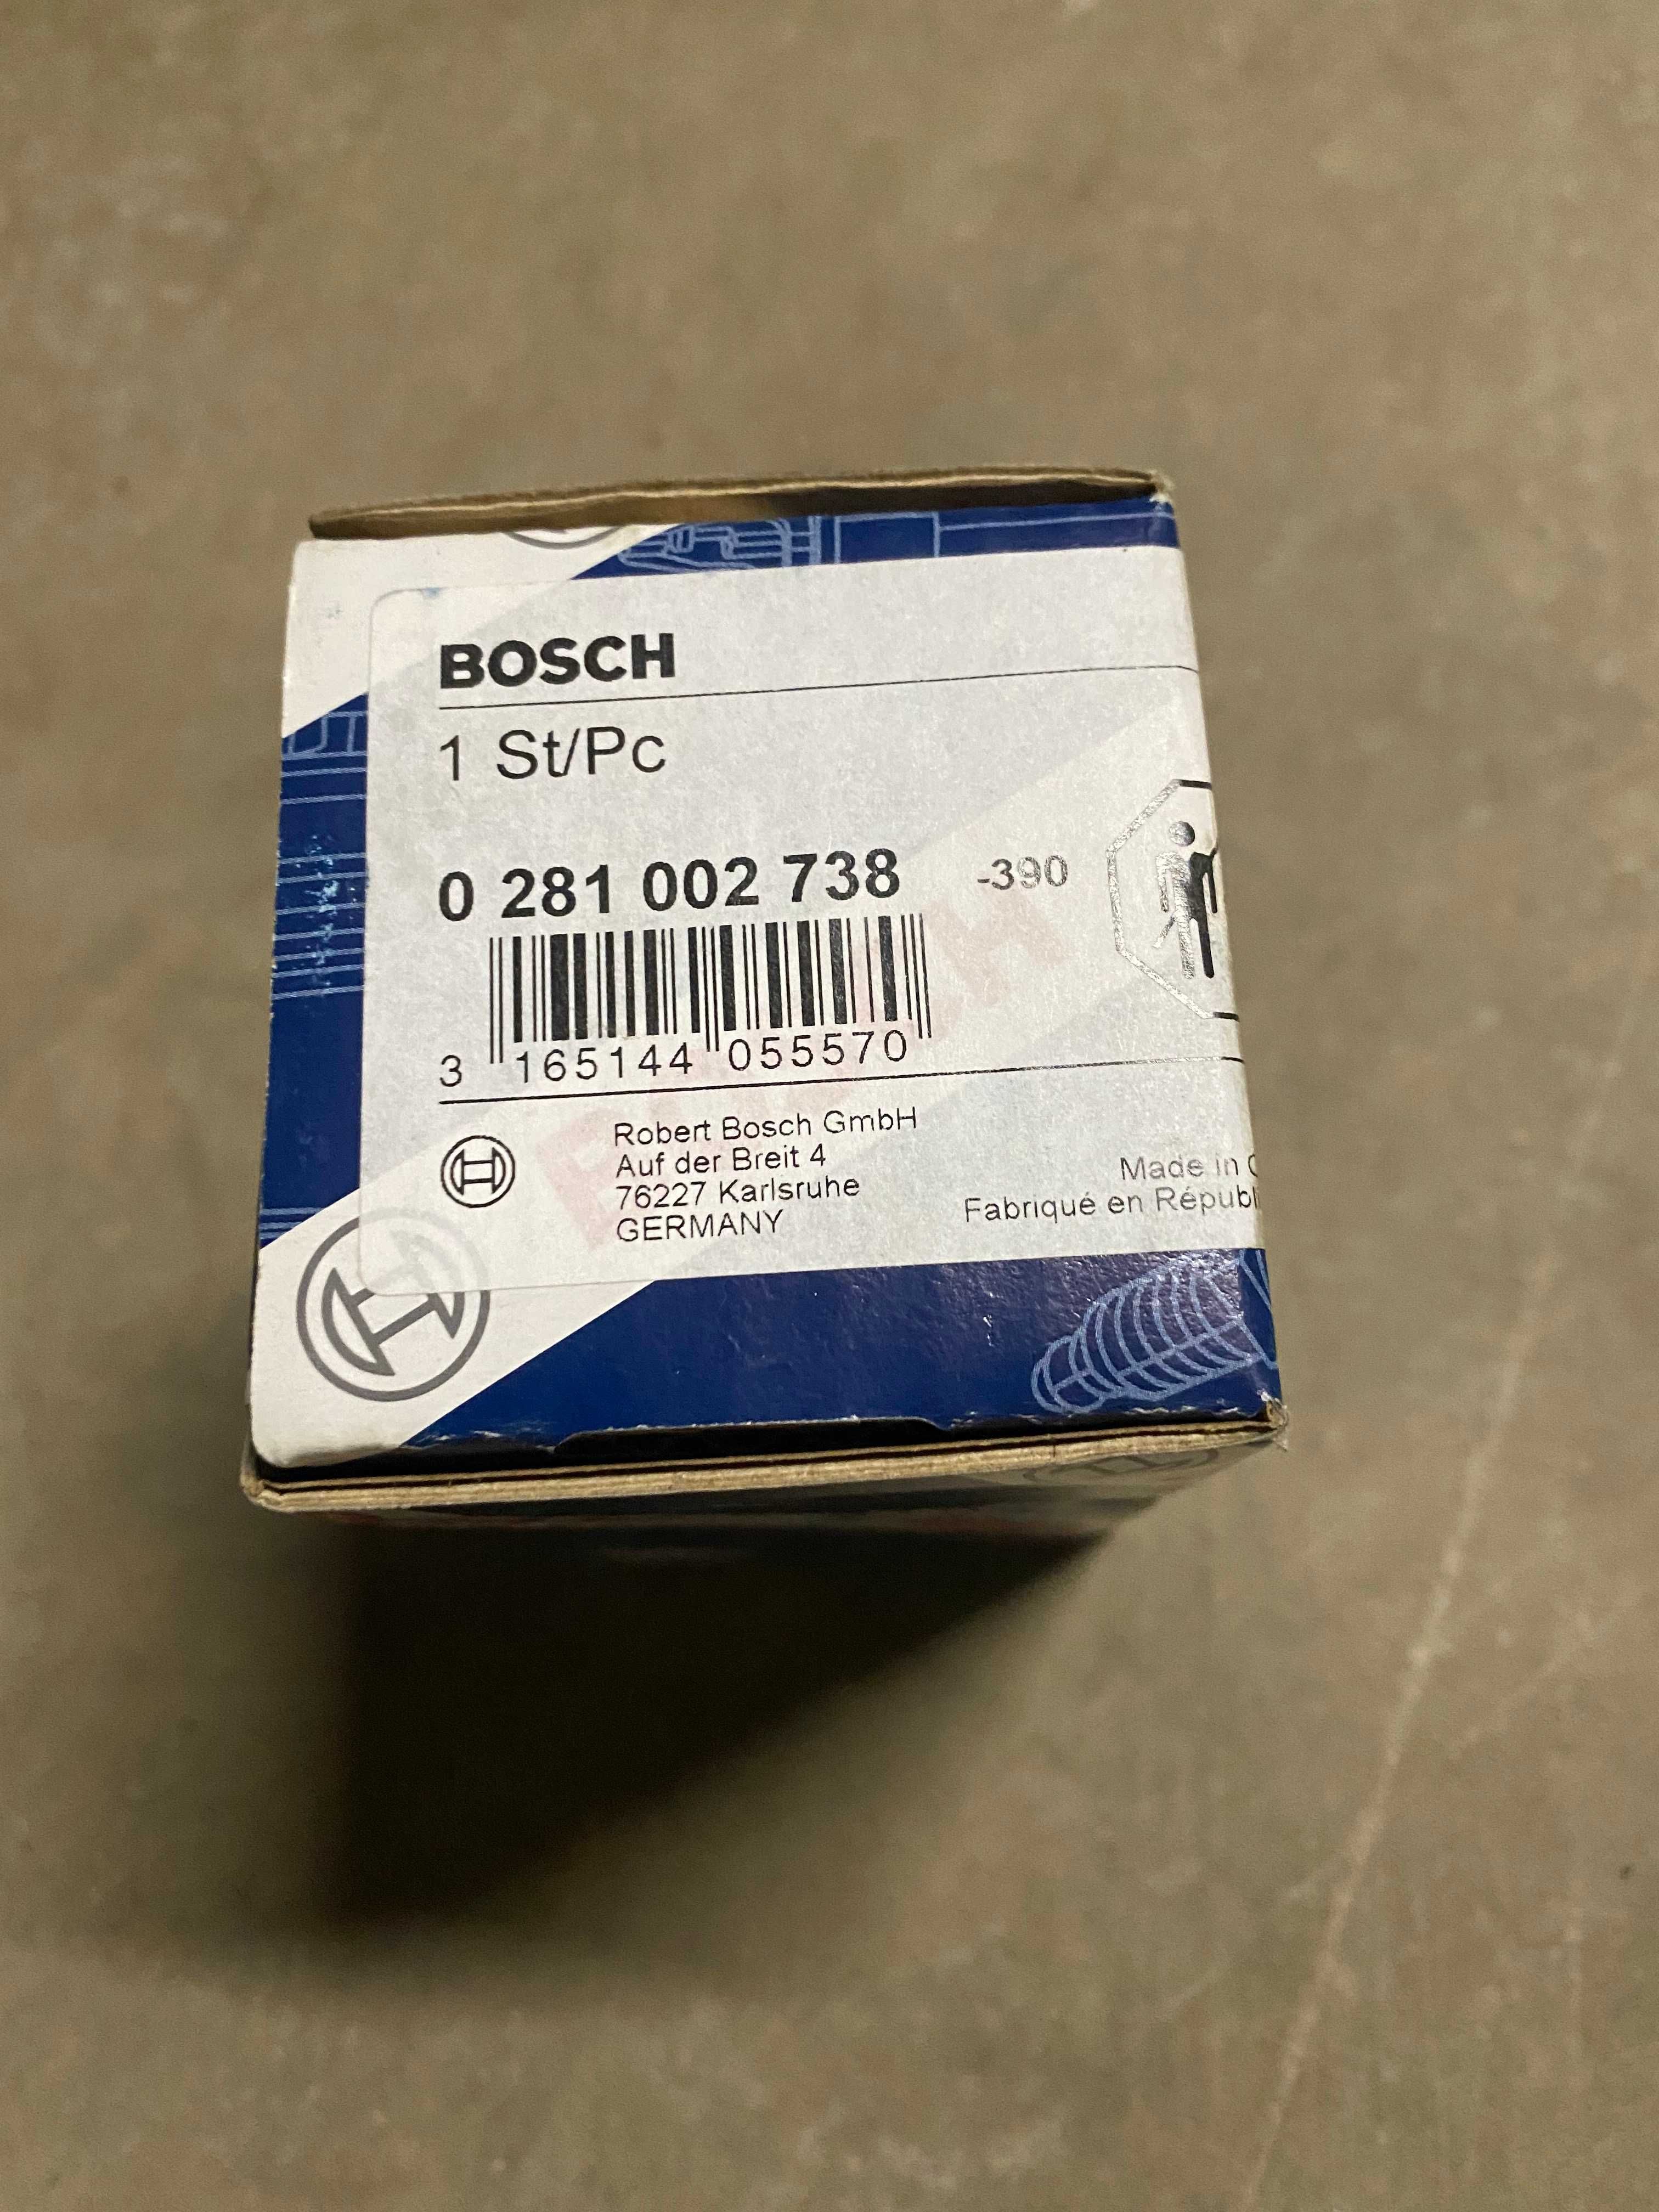 BOSCH
1 St/Pc
0 281 002 738 -390
3 165144 055570
Robert Bosch GmbH
Auf der Breit 4
76227 Karlsruhe
GERMANY
Made in
Fabriqué en